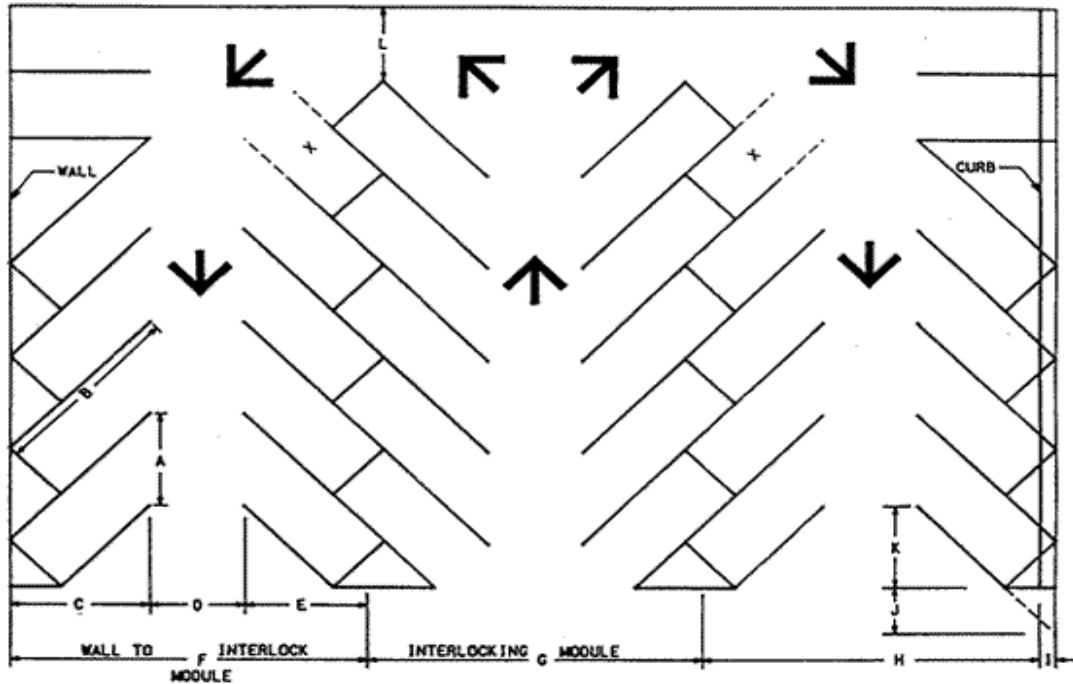 L
X
X
WALL
CURB
B
A
K
J
C
D
E
WALL TO INTERLOCK
INTERLOCKING MODULE
F
G
H
I
MODULE